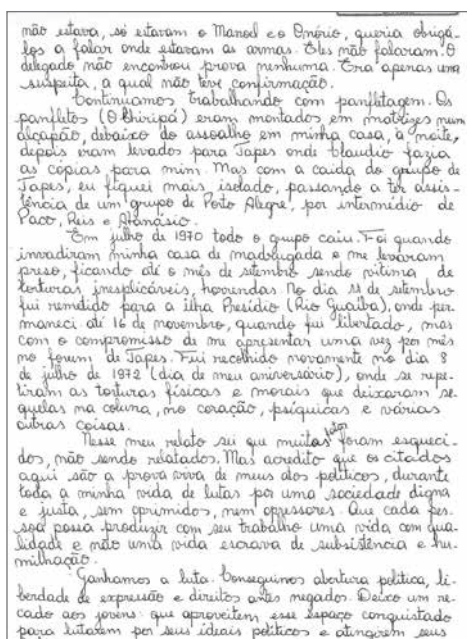 não estava, só estavam o Manoel e o Onório, queria obrigá-
los a falar onde estavam as armas. Eles não falaram. O
delegado não encontrou prova nenhuma. Era apenas uma
suspeita, a qual não teve confirmação.
Continuamos trabalhando com panfletagem. Os
panfletos (O Chiripá) eram montados em matrizes num
alçapão, debaixo do assoalho em minha casa, à noite,
depois eram levados para Tapes onde Claudio fazia
as cópias para mim. Mas com a caida do grupo de
Tapes, eu fiquei mais isolado, passando a ter assis-
tência de um grupo de Porto Alegre, por intermédio de
Paco, Reis e Atanásio.
Em julho de 1970 todo o grupo caiu. Foi quando
invadiram minha casa de madrugada e me levaram
preso, ficando até o mês de setembro sendo vítima de
torturas inexplicáveis, horrendas. No dia de setembro
fui remetido para a ilha Presídio (Rio Guaíba), onde per-
maneci até 16 de novembro, quando fui libertado, mas
com o compromisso de me apresentar uma vez por mês
no forum de Tapes. Fui recolhido novamente no dia 8
de julho de 1972 (dia de meu aniversário), onde se repe-
tiram as torturas físicas e morais que deixaram se-
quelas na coluna, no coração, psíquicas e várias
outras coisas.
Nesse meu relato sei que muitos fatos foram esqueci-
dos, não sendo relatados. Mas acredito que os citados
aqui são a prova viva de meus atos políticos, durante
toda a minha vida de lutas por uma sociedade digna
e justa, sem oprimidos, nem opressores. Que cada pes-
soa possa produzir com seu trabalho uma vida com qua-
lidade e não uma vida escrava de subsistência e hu-
milhação.
Ganhamos a luta. Conseguimos abertura política, li-
berdade de expressão e direitos antes negados. Deixo um re-
cado aos jovens: que aproveitem esse espaço conquistado
para lutarem por seus ideais políticos e atingirem seus